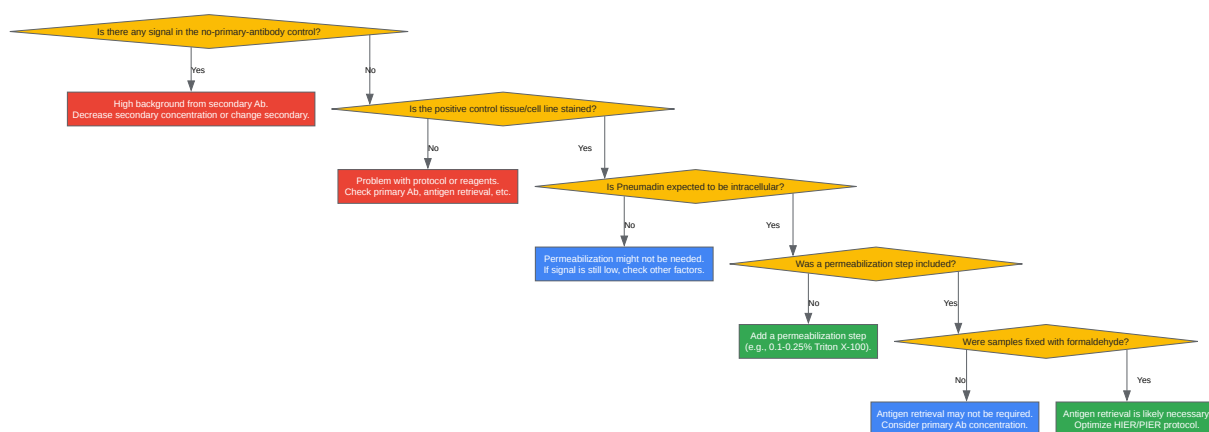 Is there any signal in the no-primary-antibody control?
Yes
No
High background from secondary Ab.
Decrease secondary concentration or change secondary.
Is the positive control tissue/cell line stained?
No
Yes
Problem with protocol or reagents.
Check primary Ab, antigen retrieval, etc.
Is Pneumadin expected to be intracellular?
No
Yes
Permeabilization might not be needed.
If signal is still low, check other factors.
Was a permeabilization step included?
No
Yes
Add a permeabilization step
(e.g., 0.1-0.25% Triton X-100).
Were samples fixed with formaldehyde?
No
Yes
Antigen retrieval may not be required.
Consider primary Ab concentration.
Antigen retrieval is likely necessary
Optimize HIER/PIER protocol.